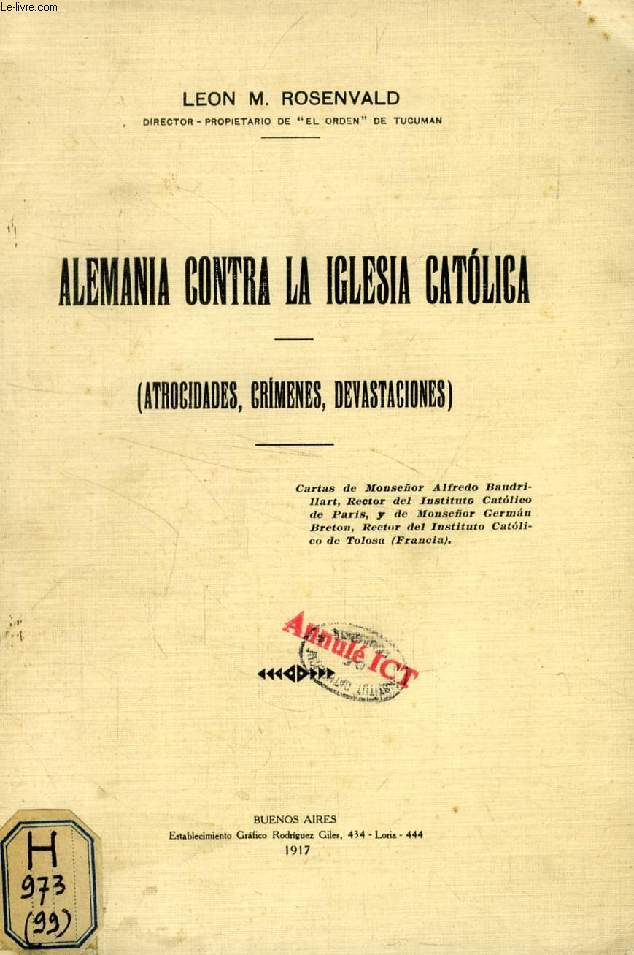 Le-livre.com
LEON M. ROSENVALD
DIRECTOR - PROPIETARIO DE "EL ORDEN" DE TUCUMAN
ALEMANIA CONTRA LA IGLESIA CATÓLICA
(ATROCIDADES, CRÍMENES, DEVASTACIONES)
Cartas de Monseñor Alfredo Baudri-
llart, Rector del Instituto Católico
de París, y de Monseñor Germán
Breton, Rector del Instituto Católi-
co de Tolosa (Francia).
Annulé ICT
BUENOS AIRES
Establecimiento Gráfico Rodríguez Giles, 434 - Loria - 444
1917
H
973
(99)